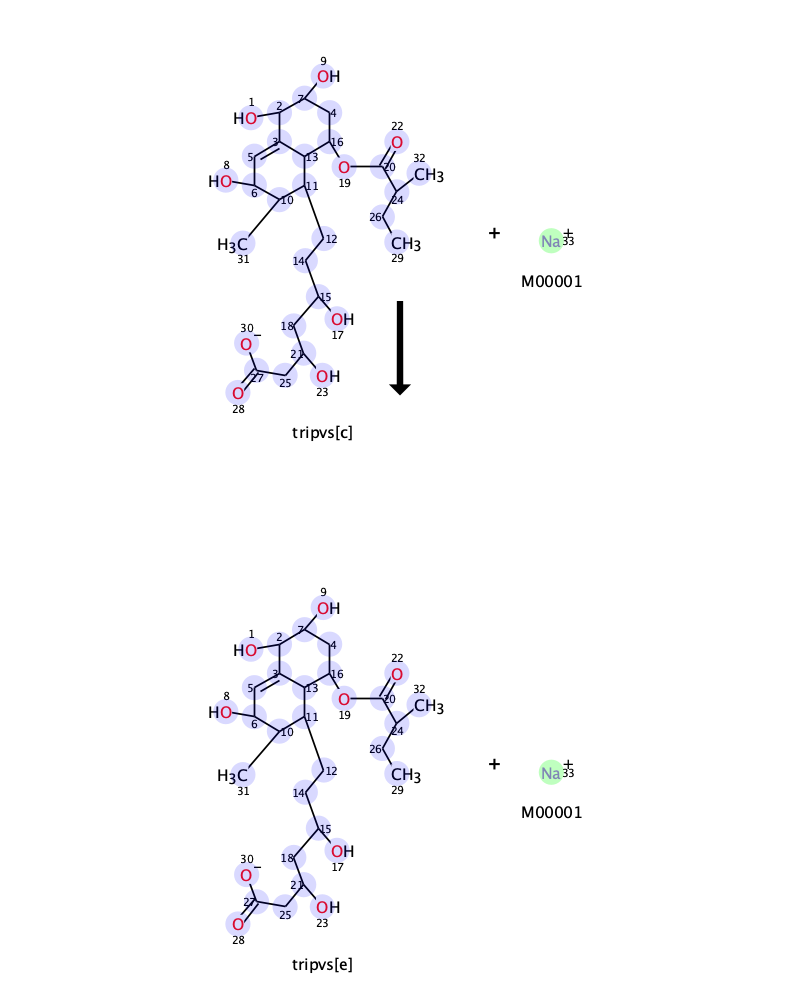 9
OH
1
HO
2
7
4
3
5
16
13
O
22
8
HO
6
10
11
O
19
20
32
CH3
24
26
CH3
29
H3C
31
12
14
15
OH
17
18
21
OH
23
30
O−
27
25
O
28
+
Na+
33
M00001
tripvs[c]
9
OH
1
HO
2
7
4
3
5
16
13
O
22
8
HO
6
10
11
O
19
20
32
CH3
24
26
CH3
29
H3C
31
12
14
15
OH
17
18
21
OH
23
30
O−
27
25
O
28
+
Na+
33
M00001
tripvs[e]